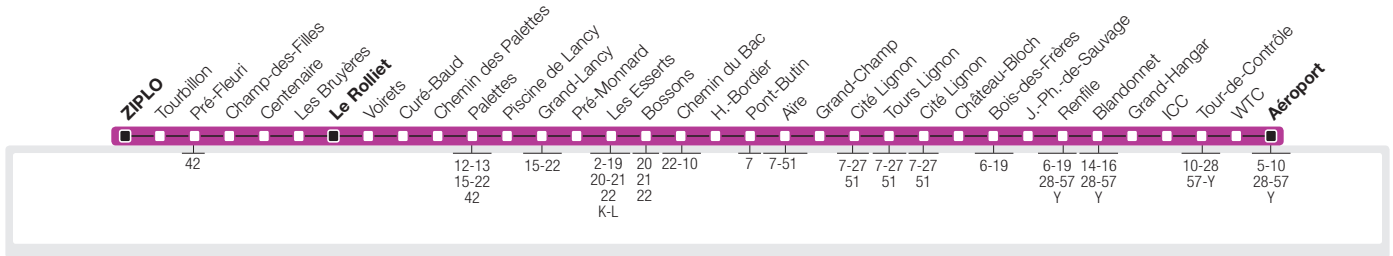 ZIPLO
Tourbillon
Pré-Fleuri
Champ-des-Filles
Centenaire
Les Bruyères
Le Rolliet
Voirets
Curé-Baud
Chemin des Palettes
Palettes
Piscine de Lancy
Grand-Lancy
Pré-Monnard
Les Esserts
Bossons
Chemin du Bac
H.-Bordier
Pont-Butin
Aïre
Grand-Champ
Cité Lignon
Tours Lignon
Cité Lignon
Château-Bloch
Bois-des-Frères
J.-Ph.-de-Sauvage
Renfile
Blandonnet
Grand-Hangar
ICC
Tour-de-Contrôle
WTC
Aéroport
42
12-13
15-22
42
15-22
2-19
20-21
22
K-L
20
21
22
22-10
7
7-51
7-27
51
7-27
51
7-27
51
6-19
6-19
28-57
Y
14-16
28-57
Y
10-28
57-Y
5-10
28-57
Y